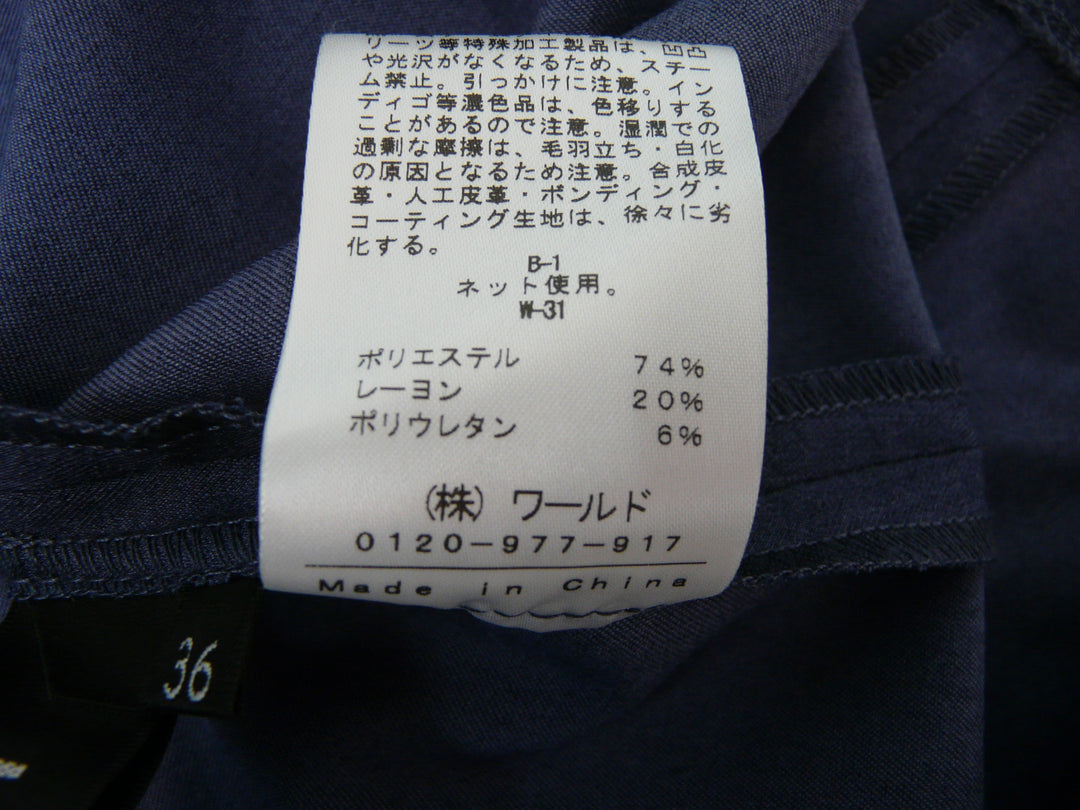 リーツ等特殊加工製品は、凹凸
や光沢がなくなるため、スチー
ム禁止。引っかけに注意。イン
ディゴ等濃色品は、色移りする
ことがあるので注意。湿潤での
過剰な摩擦は、毛羽立ち・白化
の原因となるため注意。合成皮
革・人工皮革・ボンディング・
コーティング生地は、徐々に劣
化する。
B-1
ネット使用。
W-31
ポリエステル 74%
レーヨン 20%
ポリウレタン 6%
(株)ワールド
0120-977-917
Made in China
36